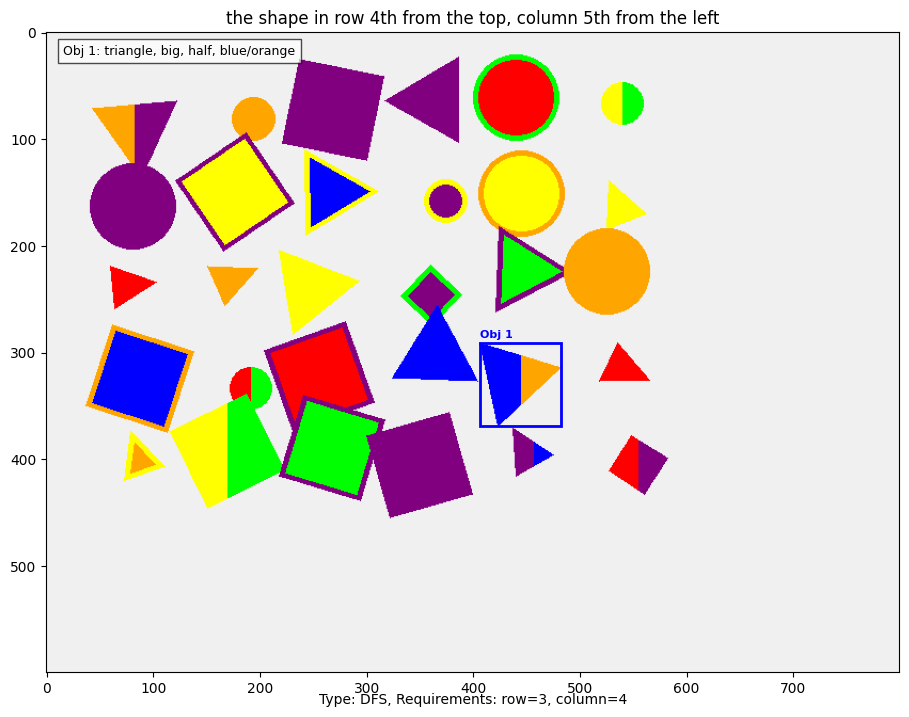 the shape in row 4th from the top, column 5th from the left
0
Obj 1: triangle, big, half, blue/orange
100
200
Obj 1
300
400
500
0 100 200 300 400 500 600 700
Type: DFS, Requirements: row=3, column=4